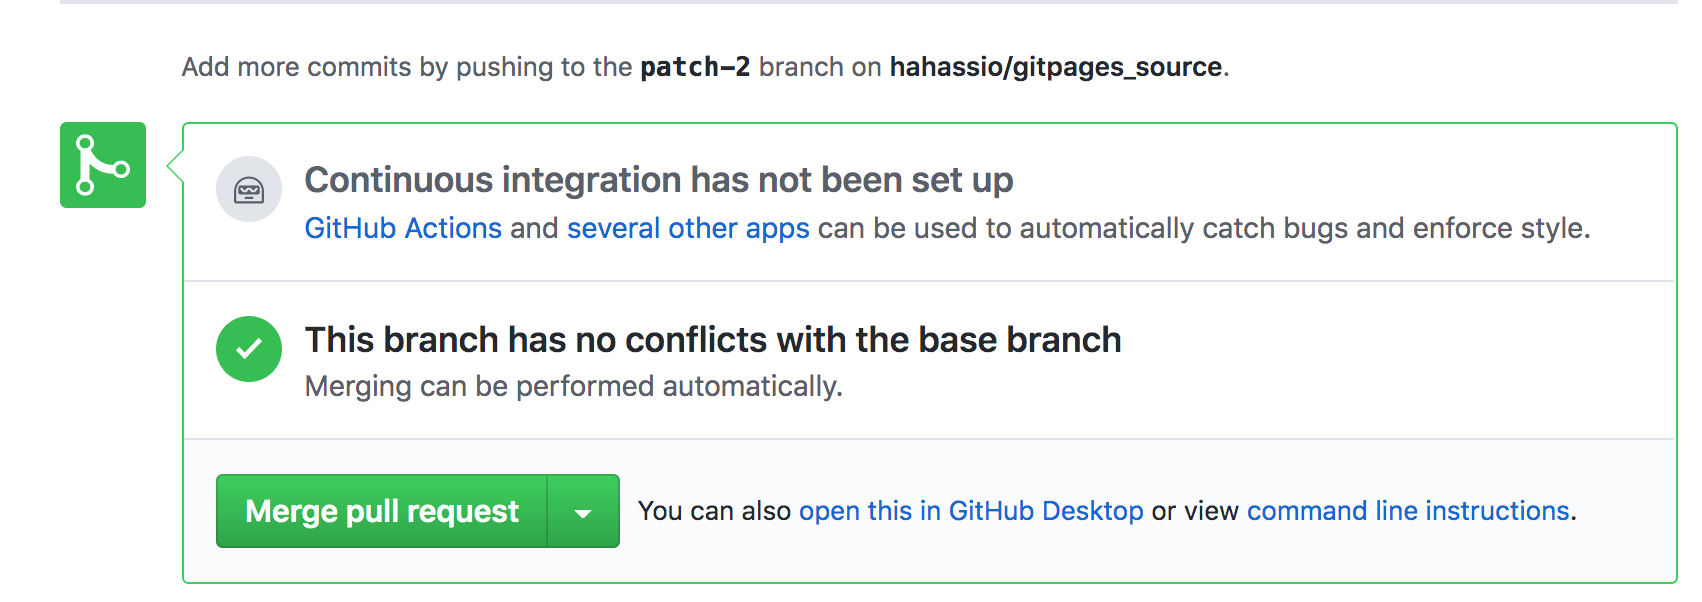 Add more commits by pushing to the patch-2 branch on hahassio/gitpages_source.
Continuous integration has not been set up
GitHub Actions and several other apps can be used to automatically catch bugs and enforce style.
This branch has no conflicts with the base branch
Merging can be performed automatically.
Merge pull request You can also open this in GitHub Desktop or view command line instructions.